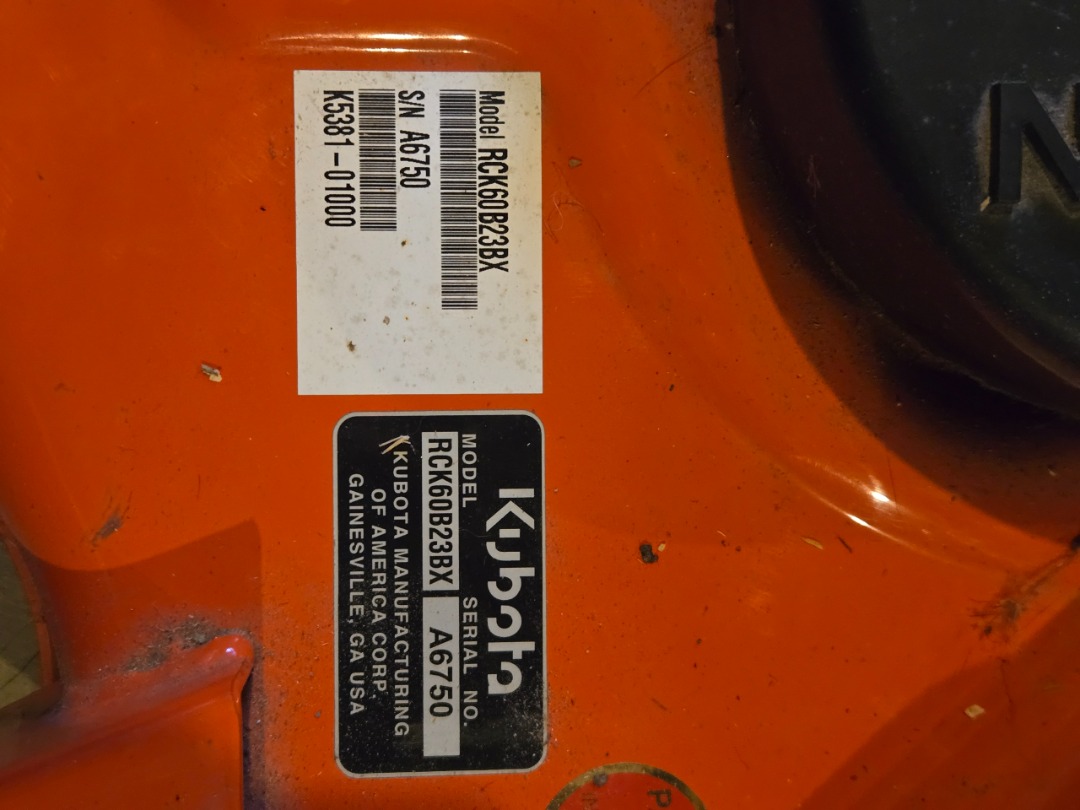 Model RCK60B23BX
S/N A6750
K5381-01000
Kubota
MODEL SERIAL NO.
RCK60B23BX A6750
KUBOTA MANUFACTURING
OF AMERICA CORP.
GAINESVILLE, GA USA
N
P